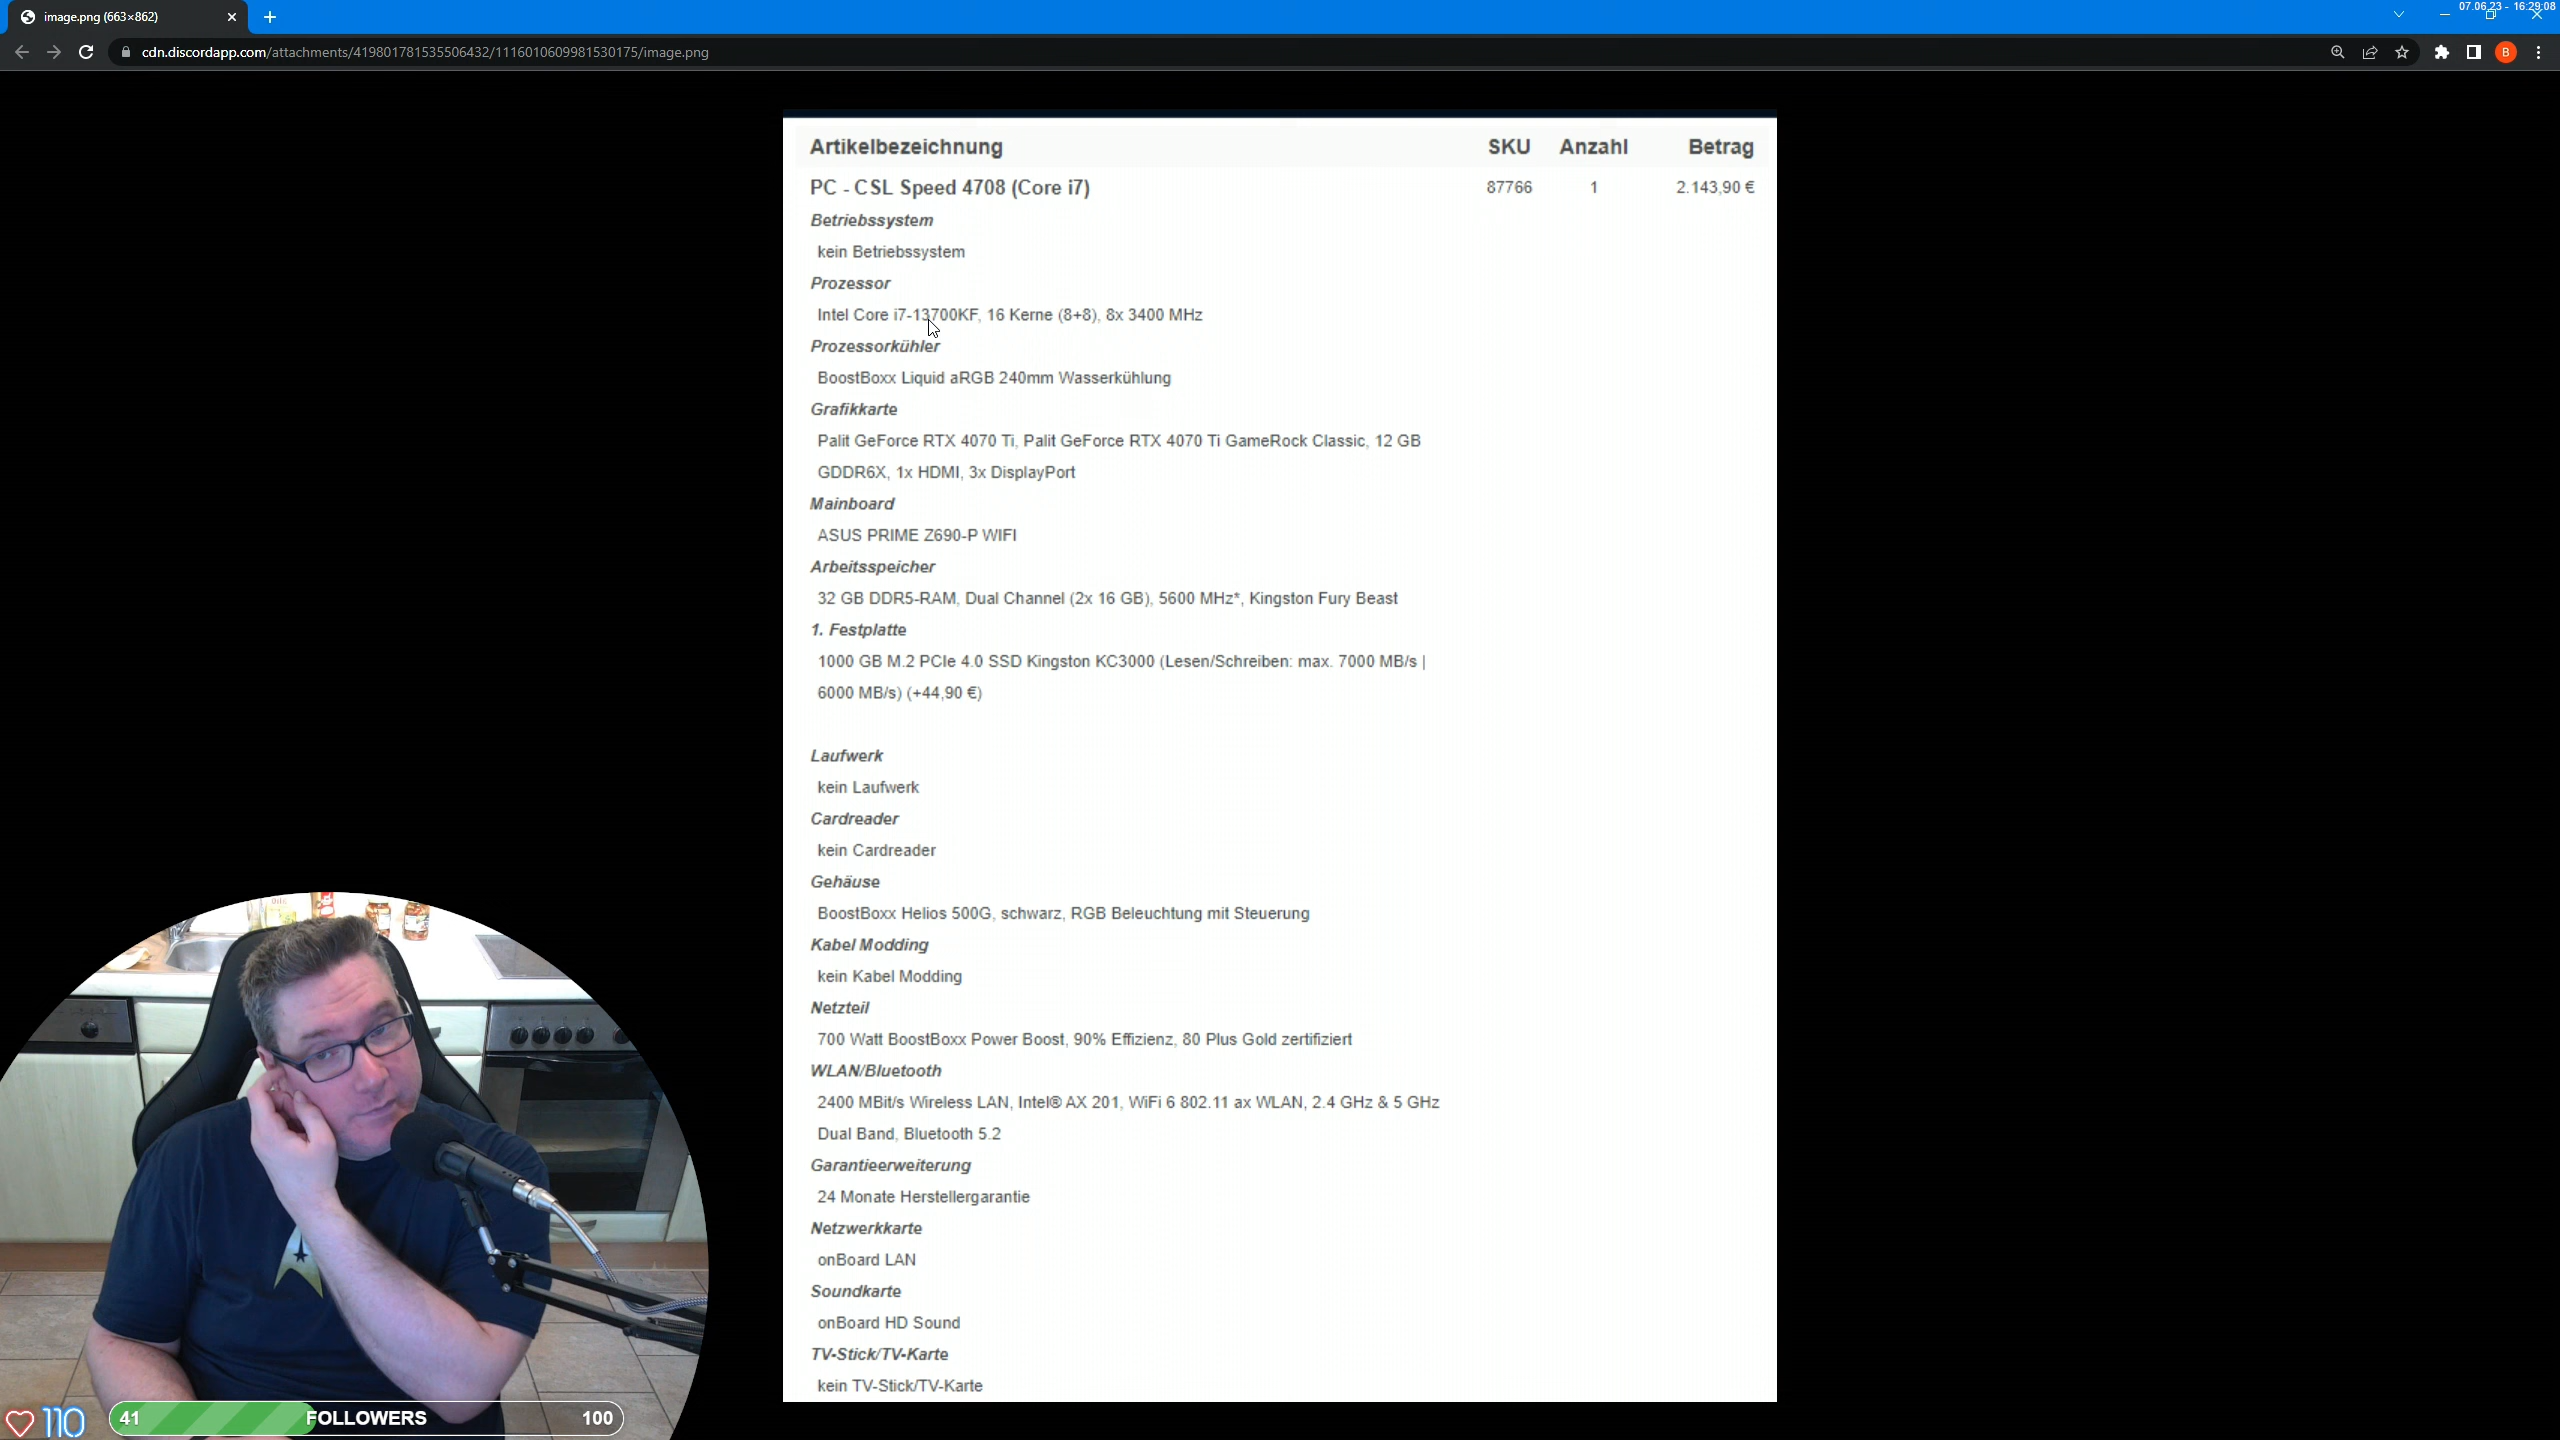 image.png (663×862)
07.06.23 - 16:29:08
cdn.discordapp.com/attachments/419801781535506432/1116010609981530175/image.png
B
Artikelbezeichnung SKU Anzahl Betrag
PC - CSL Speed 4708 (Core i7) 87766 1 2.143,90 €
Betriebssystem
kein Betriebssystem
Prozessor
Intel Core i7-13700KF, 16 Kerne (8+8), 8x 3400 MHz
Prozessorkühler
BoostBoxx Liquid aRGB 240mm Wasserkühlung
Grafikkarte
Palit GeForce RTX 4070 Ti, Palit GeForce RTX 4070 Ti GameRock Classic, 12 GB
GDDR6X, 1x HDMI, 3x DisplayPort
Mainboard
ASUS PRIME Z690-P WIFI
Arbeitsspeicher
32 GB DDR5-RAM, Dual Channel (2x 16 GB), 5600 MHz*, Kingston Fury Beast
1. Festplatte
1000 GB M.2 PCIe 4.0 SSD Kingston KC3000 (Lesen/Schreiben: max. 7000 MB/s |
6000 MB/s) (+44,90 €)
Laufwerk
kein Laufwerk
Cardreader
kein Cardreader
Gehäuse
BoostBoxx Helios 500G, schwarz, RGB Beleuchtung mit Steuerung
Kabel Modding
kein Kabel Modding
Netzteil
700 Watt BoostBoxx Power Boost, 90% Effizienz, 80 Plus Gold zertifiziert
WLAN/Bluetooth
2400 MBit/s Wireless LAN, Intel® AX 201, WiFi 6 802.11 ax WLAN, 2.4 GHz & 5 GHz
Dual Band, Bluetooth 5.2
Garantieerweiterung
24 Monate Herstellergarantie
Netzwerkkarte
onBoard LAN
Soundkarte
onBoard HD Sound
TV-Stick/TV-Karte
kein TV-Stick/TV-Karte
110
41 FOLLOWERS 100